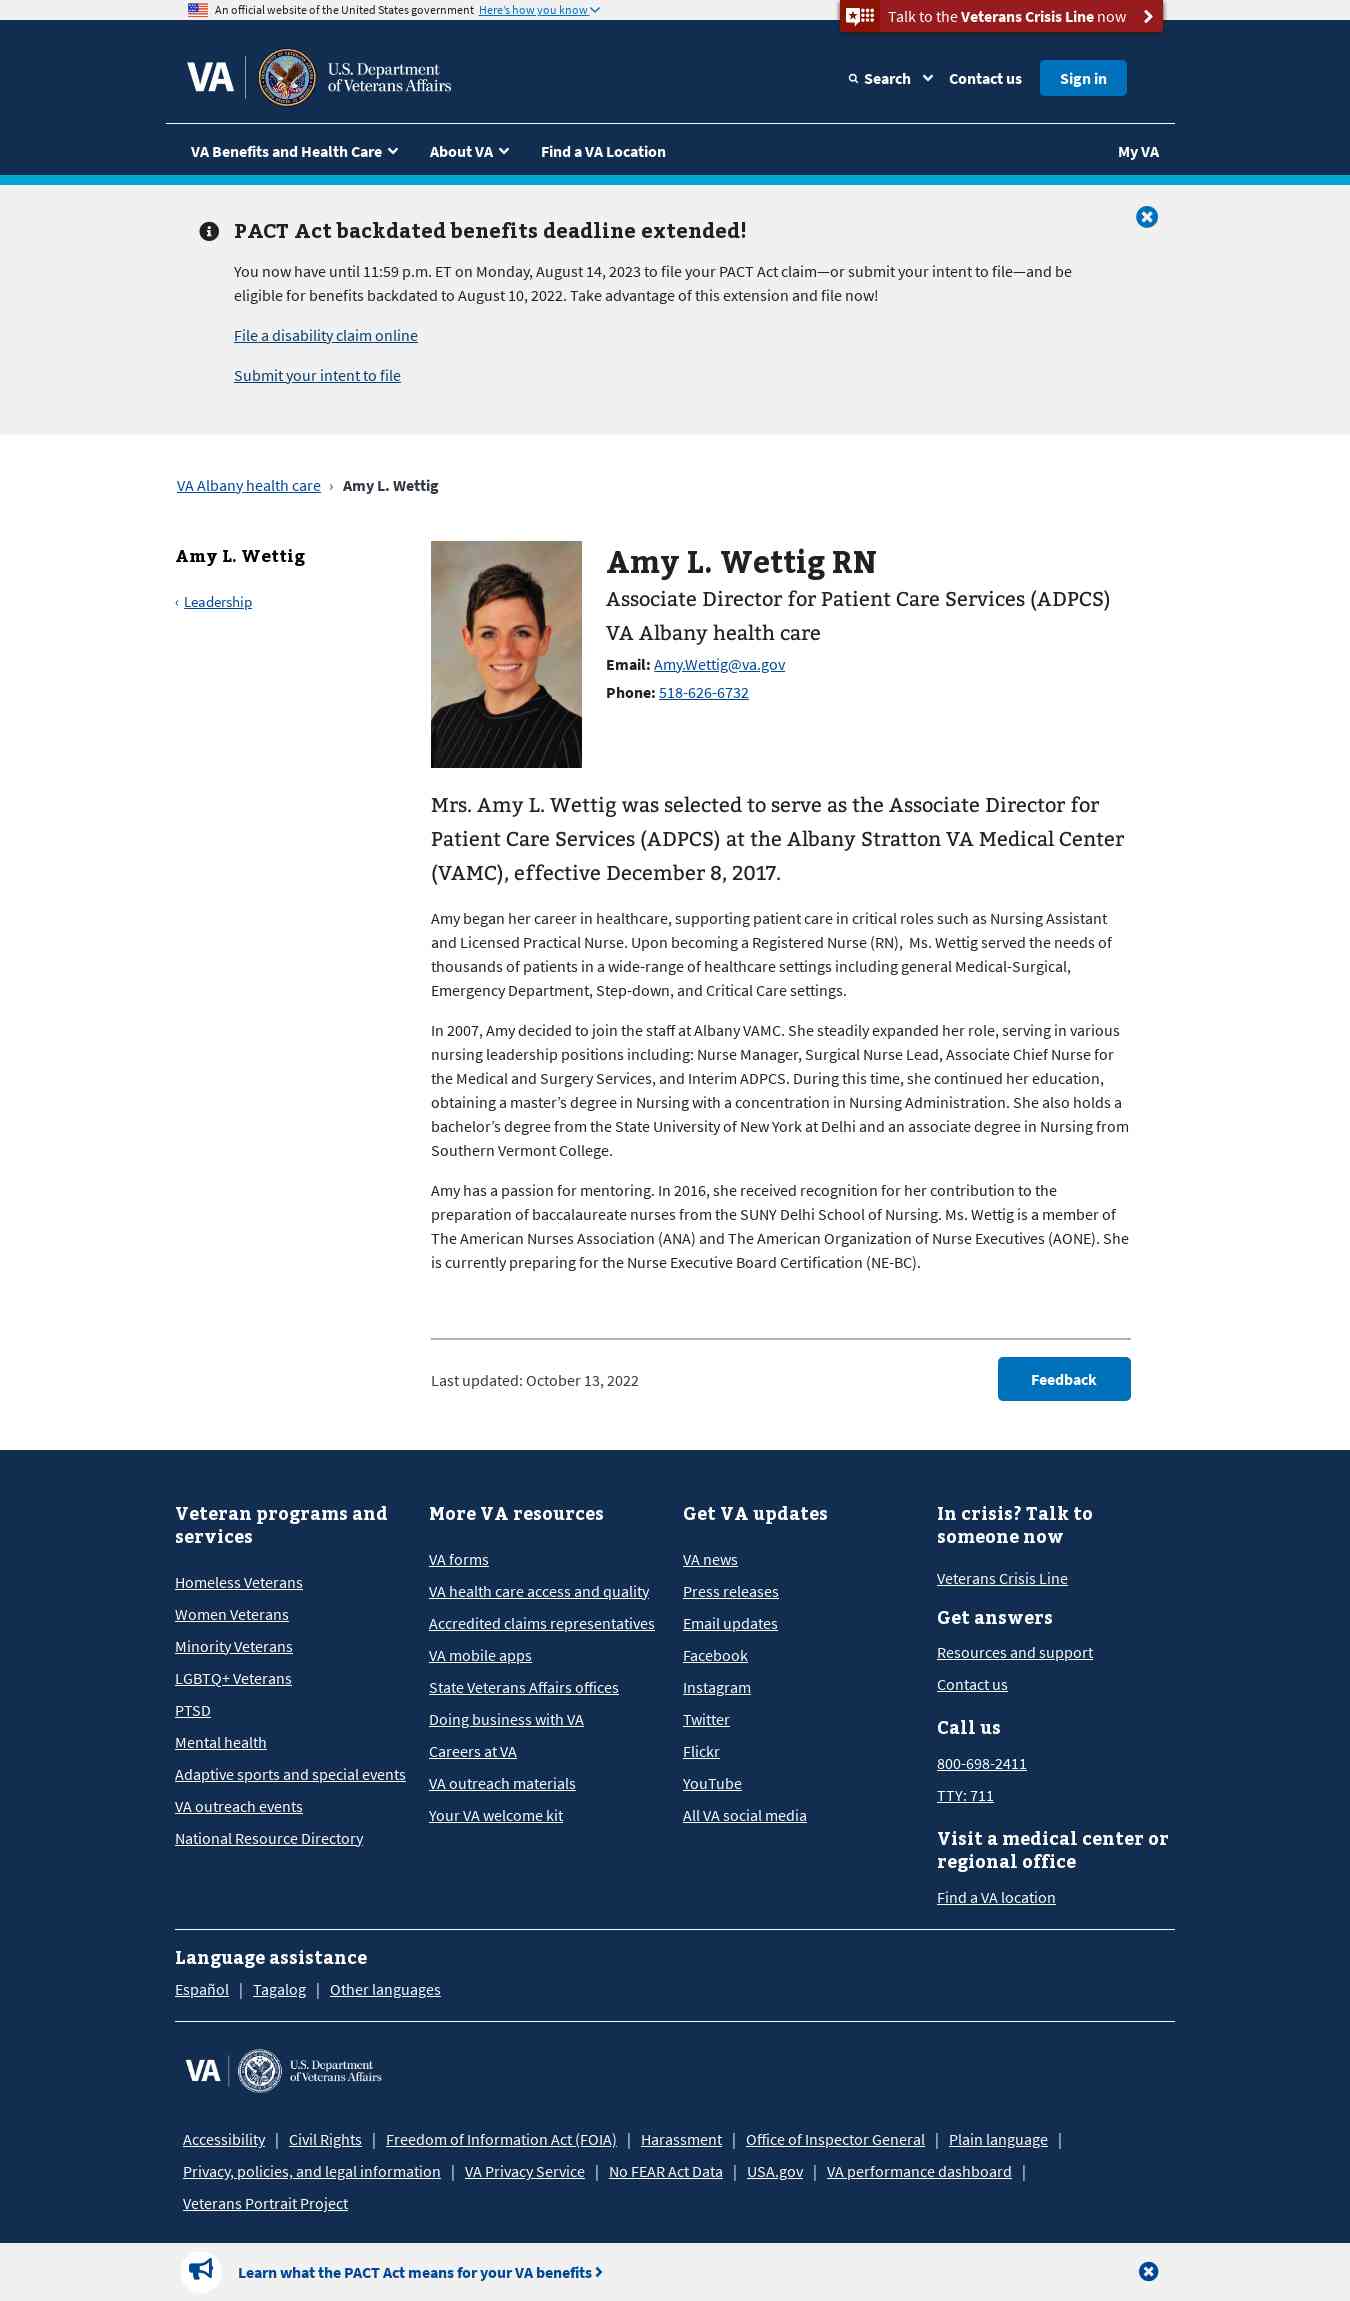 An official website of the United States government Here's how you know
Talk to the Veterans Crisis Line now
VA
U.S. Department
of Veterans Affairs
Search
Contact us
Sign in
VA Benefits and Health Care
About VA
Find a VA Location
My VA
PACT Act backdated benefits deadline extended!
You now have until 11:59 p.m. ET on Monday, August 14, 2023 to file your PACT Act claim—or submit your intent to file—and be
eligible for benefits backdated to August 10, 2022. Take advantage of this extension and file now!
File a disability claim online
Submit your intent to file
VA Albany health care › Amy L. Wettig
Amy L. Wettig
‹ Leadership
Amy L. Wettig RN
Associate Director for Patient Care Services (ADPCS)
VA Albany health care
Email: Amy.Wettig@va.gov
Phone: 518-626-6732
Mrs. Amy L. Wettig was selected to serve as the Associate Director for
Patient Care Services (ADPCS) at the Albany Stratton VA Medical Center
(VAMC), effective December 8, 2017.
Amy began her career in healthcare, supporting patient care in critical roles such as Nursing Assistant
and Licensed Practical Nurse. Upon becoming a Registered Nurse (RN),  Ms. Wettig served the needs of
thousands of patients in a wide-range of healthcare settings including general Medical-Surgical,
Emergency Department, Step-down, and Critical Care settings.
In 2007, Amy decided to join the staff at Albany VAMC. She steadily expanded her role, serving in various
nursing leadership positions including: Nurse Manager, Surgical Nurse Lead, Associate Chief Nurse for
the Medical and Surgery Services, and Interim ADPCS. During this time, she continued her education,
obtaining a master's degree in Nursing with a concentration in Nursing Administration. She also holds a
bachelor's degree from the State University of New York at Delhi and an associate degree in Nursing from
Southern Vermont College.
Amy has a passion for mentoring. In 2016, she received recognition for her contribution to the
preparation of baccalaureate nurses from the SUNY Delhi School of Nursing. Ms. Wettig is a member of
The American Nurses Association (ANA) and The American Organization of Nurse Executives (AONE). She
is currently preparing for the Nurse Executive Board Certification (NE-BC).
Last updated: October 13, 2022
Feedback
Veteran programs and
services
Homeless Veterans
Women Veterans
Minority Veterans
LGBTQ+ Veterans
PTSD
Mental health
Adaptive sports and special events
VA outreach events
National Resource Directory
More VA resources
VA forms
VA health care access and quality
Accredited claims representatives
VA mobile apps
State Veterans Affairs offices
Doing business with VA
Careers at VA
VA outreach materials
Your VA welcome kit
Get VA updates
VA news
Press releases
Email updates
Facebook
Instagram
Twitter
Flickr
YouTube
All VA social media
In crisis? Talk to
someone now
Veterans Crisis Line
Get answers
Resources and support
Contact us
Call us
800-698-2411
TTY: 711
Visit a medical center or
regional office
Find a VA location
Language assistance
Español | Tagalog | Other languages
VA
U.S. Department
of Veterans Affairs
Accessibility | Civil Rights | Freedom of Information Act (FOIA) | Harassment | Office of Inspector General | Plain language |
Privacy, policies, and legal information | VA Privacy Service | No FEAR Act Data | USA.gov | VA performance dashboard |
Veterans Portrait Project
Learn what the PACT Act means for your VA benefits